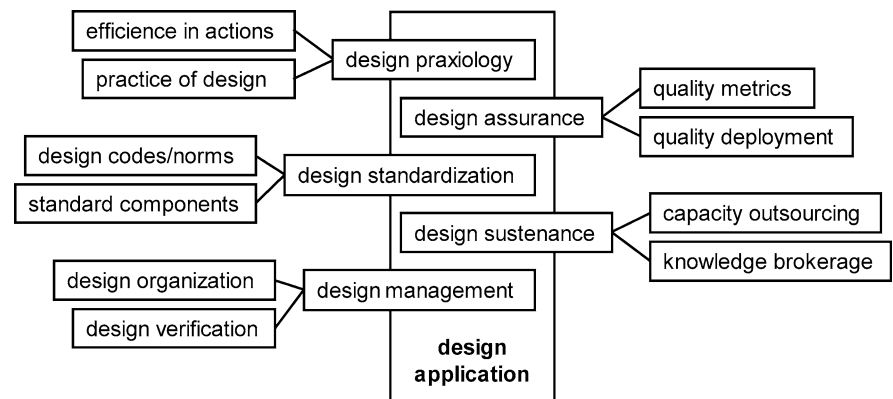 efficience in actions
practice of design
design praxiology
design assurance
quality metrics
quality deployment
design codes/norms
standard components
design standardization
design sustenance
capacity outsourcing
knowledge brokerage
design organization
design verification
design management
design
application